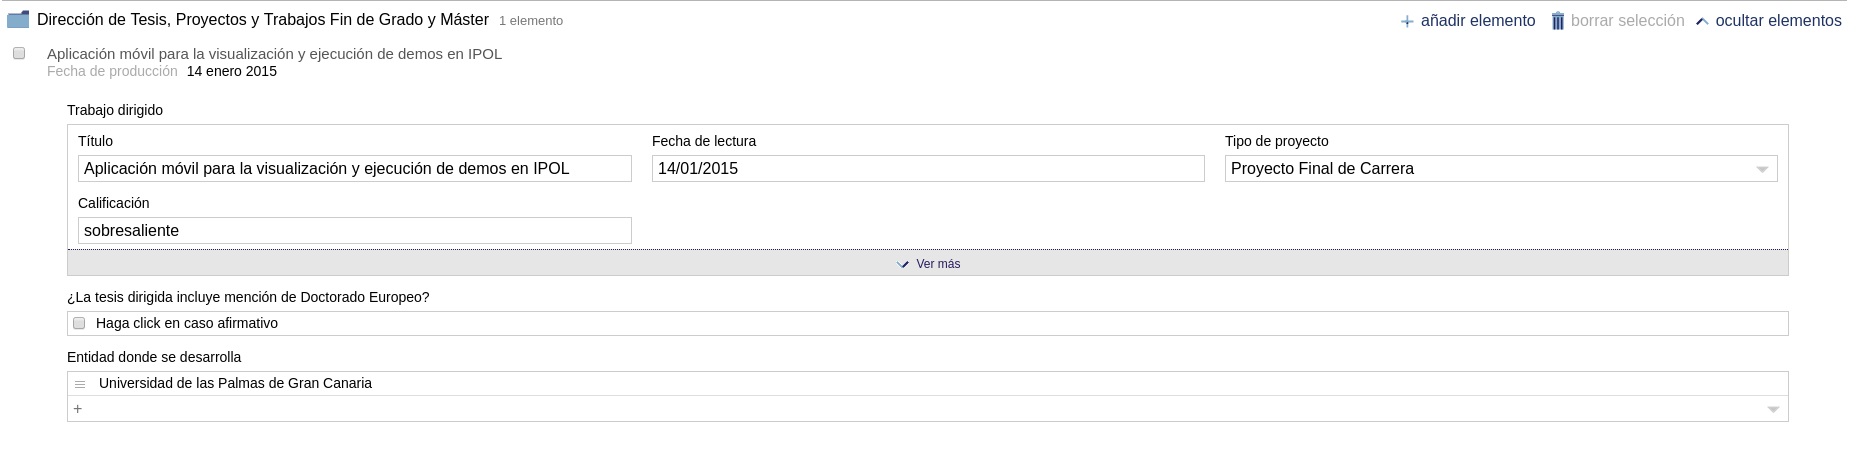 Dirección de Tesis, Proyectos y Trabajos Fin de Grado y Máster 1 elemento añadir elemento borrar selección ocultar elementos
Aplicación móvil para la visualización y ejecución de demos en IPOL
Fecha de producción 14 enero 2015
Trabajo dirigido
Título Fecha de lectura Tipo de proyecto
Aplicación móvil para la visualización y ejecución de demos en IPOL 14/01/2015 Proyecto Final de Carrera
Calificación
sobresaliente
Ver más
¿La tesis dirigida incluye mención de Doctorado Europeo?
Haga click en caso afirmativo
Entidad donde se desarrolla
Universidad de las Palmas de Gran Canaria
+